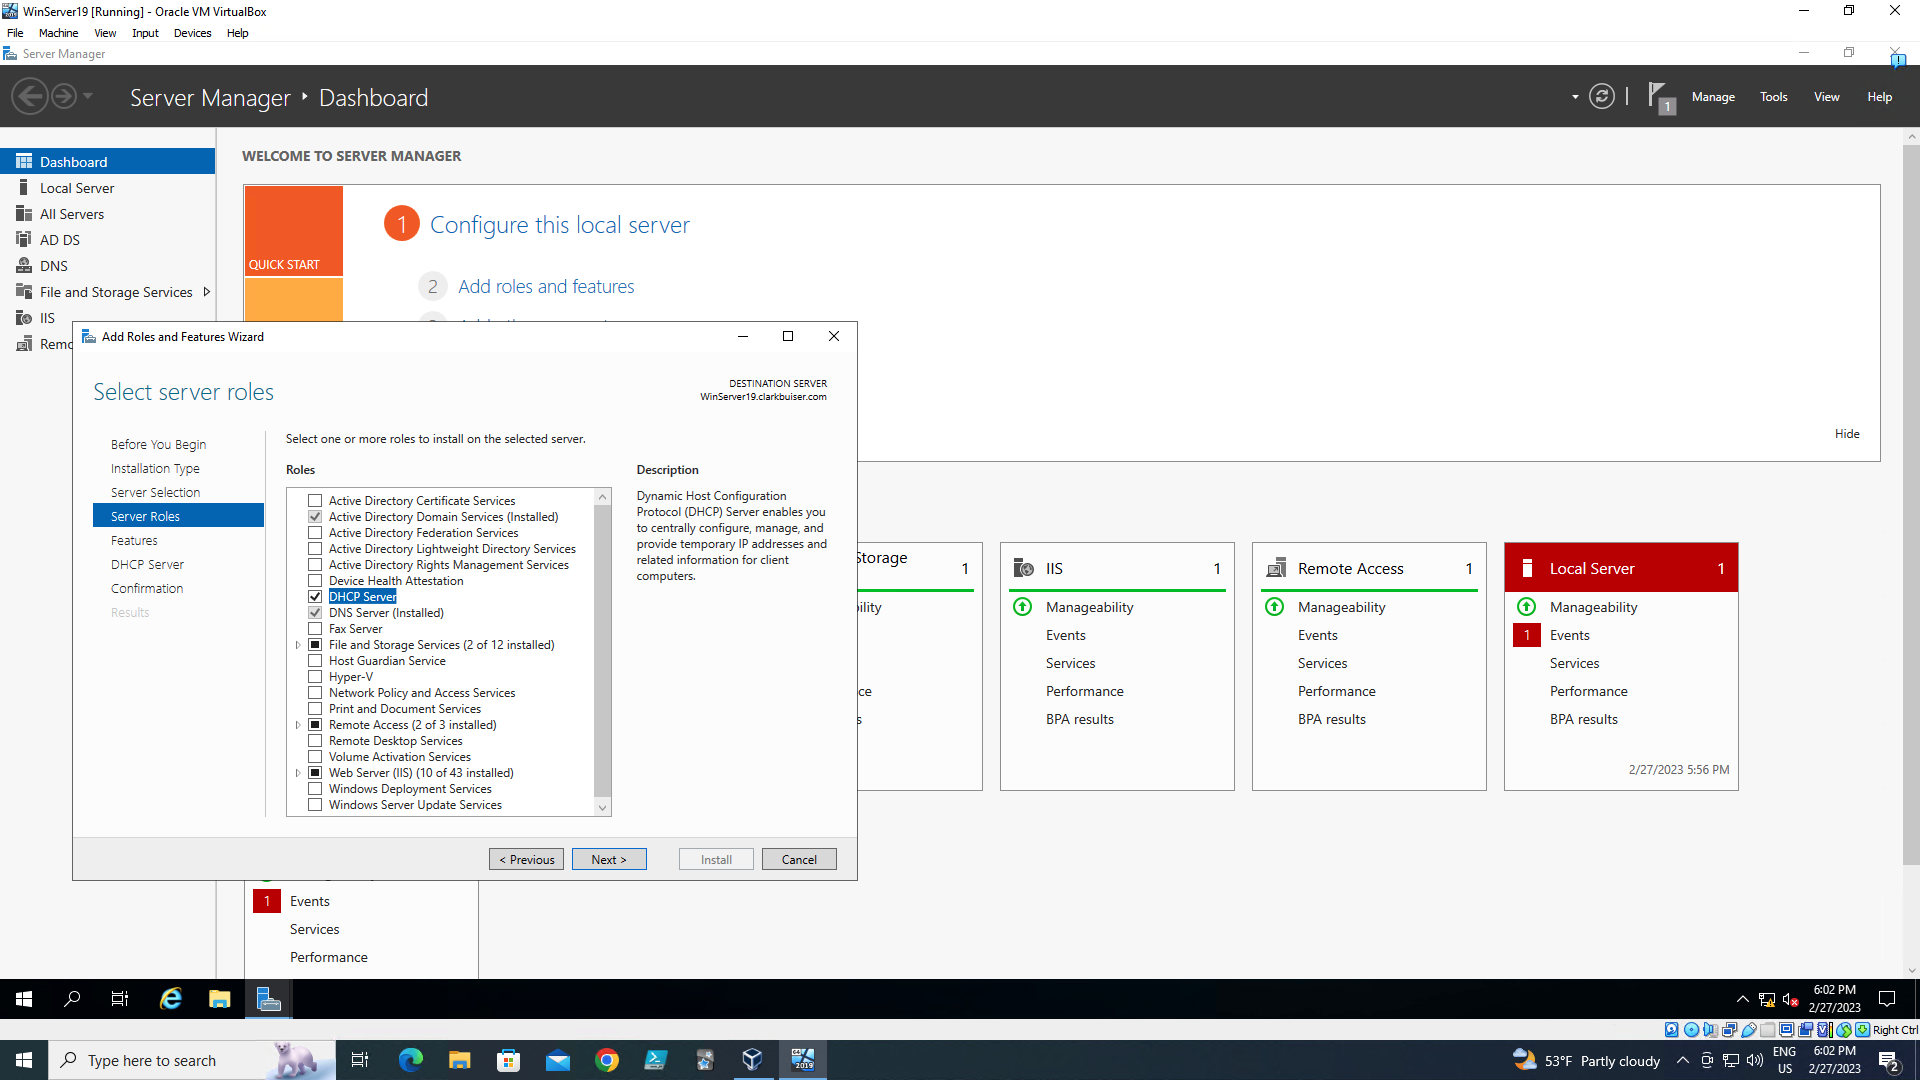 WinServer19 [Running] - Oracle VM VirtualBox
File Machine View Input Devices Help
Server Manager
Server Manager ‣ Dashboard
1
Manage Tools View Help
Dashboard
Local Server
All Servers
AD DS
DNS
File and Storage Services
IIS
Remo
WELCOME TO SERVER MANAGER
QUICK START
1 Configure this local server
2 Add roles and features
Hide
Add Roles and Features Wizard
Select server roles
DESTINATION SERVER
WinServer19.clarkbuiser.com
Before You Begin
Installation Type
Server Selection
Server Roles
Features
DHCP Server
Confirmation
Results
Select one or more roles to install on the selected server.
Roles
Active Directory Certificate Services
Active Directory Domain Services (Installed)
Active Directory Federation Services
Active Directory Lightweight Directory Services
Active Directory Rights Management Services
Device Health Attestation
DHCP Server
DNS Server (Installed)
Fax Server
File and Storage Services (2 of 12 installed)
Host Guardian Service
Hyper-V
Network Policy and Access Services
Print and Document Services
Remote Access (2 of 3 installed)
Remote Desktop Services
Volume Activation Services
Web Server (IIS) (10 of 43 installed)
Windows Deployment Services
Windows Server Update Services
Description
Dynamic Host Configuration
Protocol (DHCP) Server enables you
to centrally configure, manage, and
provide temporary IP addresses and
related information for client
computers.
< Previous Next > Install Cancel
Storage 1
ility
ce
s
IIS 1
Manageability
Events
Services
Performance
BPA results
Remote Access 1
Manageability
Events
Services
Performance
BPA results
Local Server 1
Manageability
1 Events
Services
Performance
BPA results
2/27/2023 5:56 PM
1 Events
Services
Performance
6:02 PM
2/27/2023
Right Ctrl
Type here to search
2019
53°F Partly cloudy
ENG
US
6:02 PM
2/27/2023
2